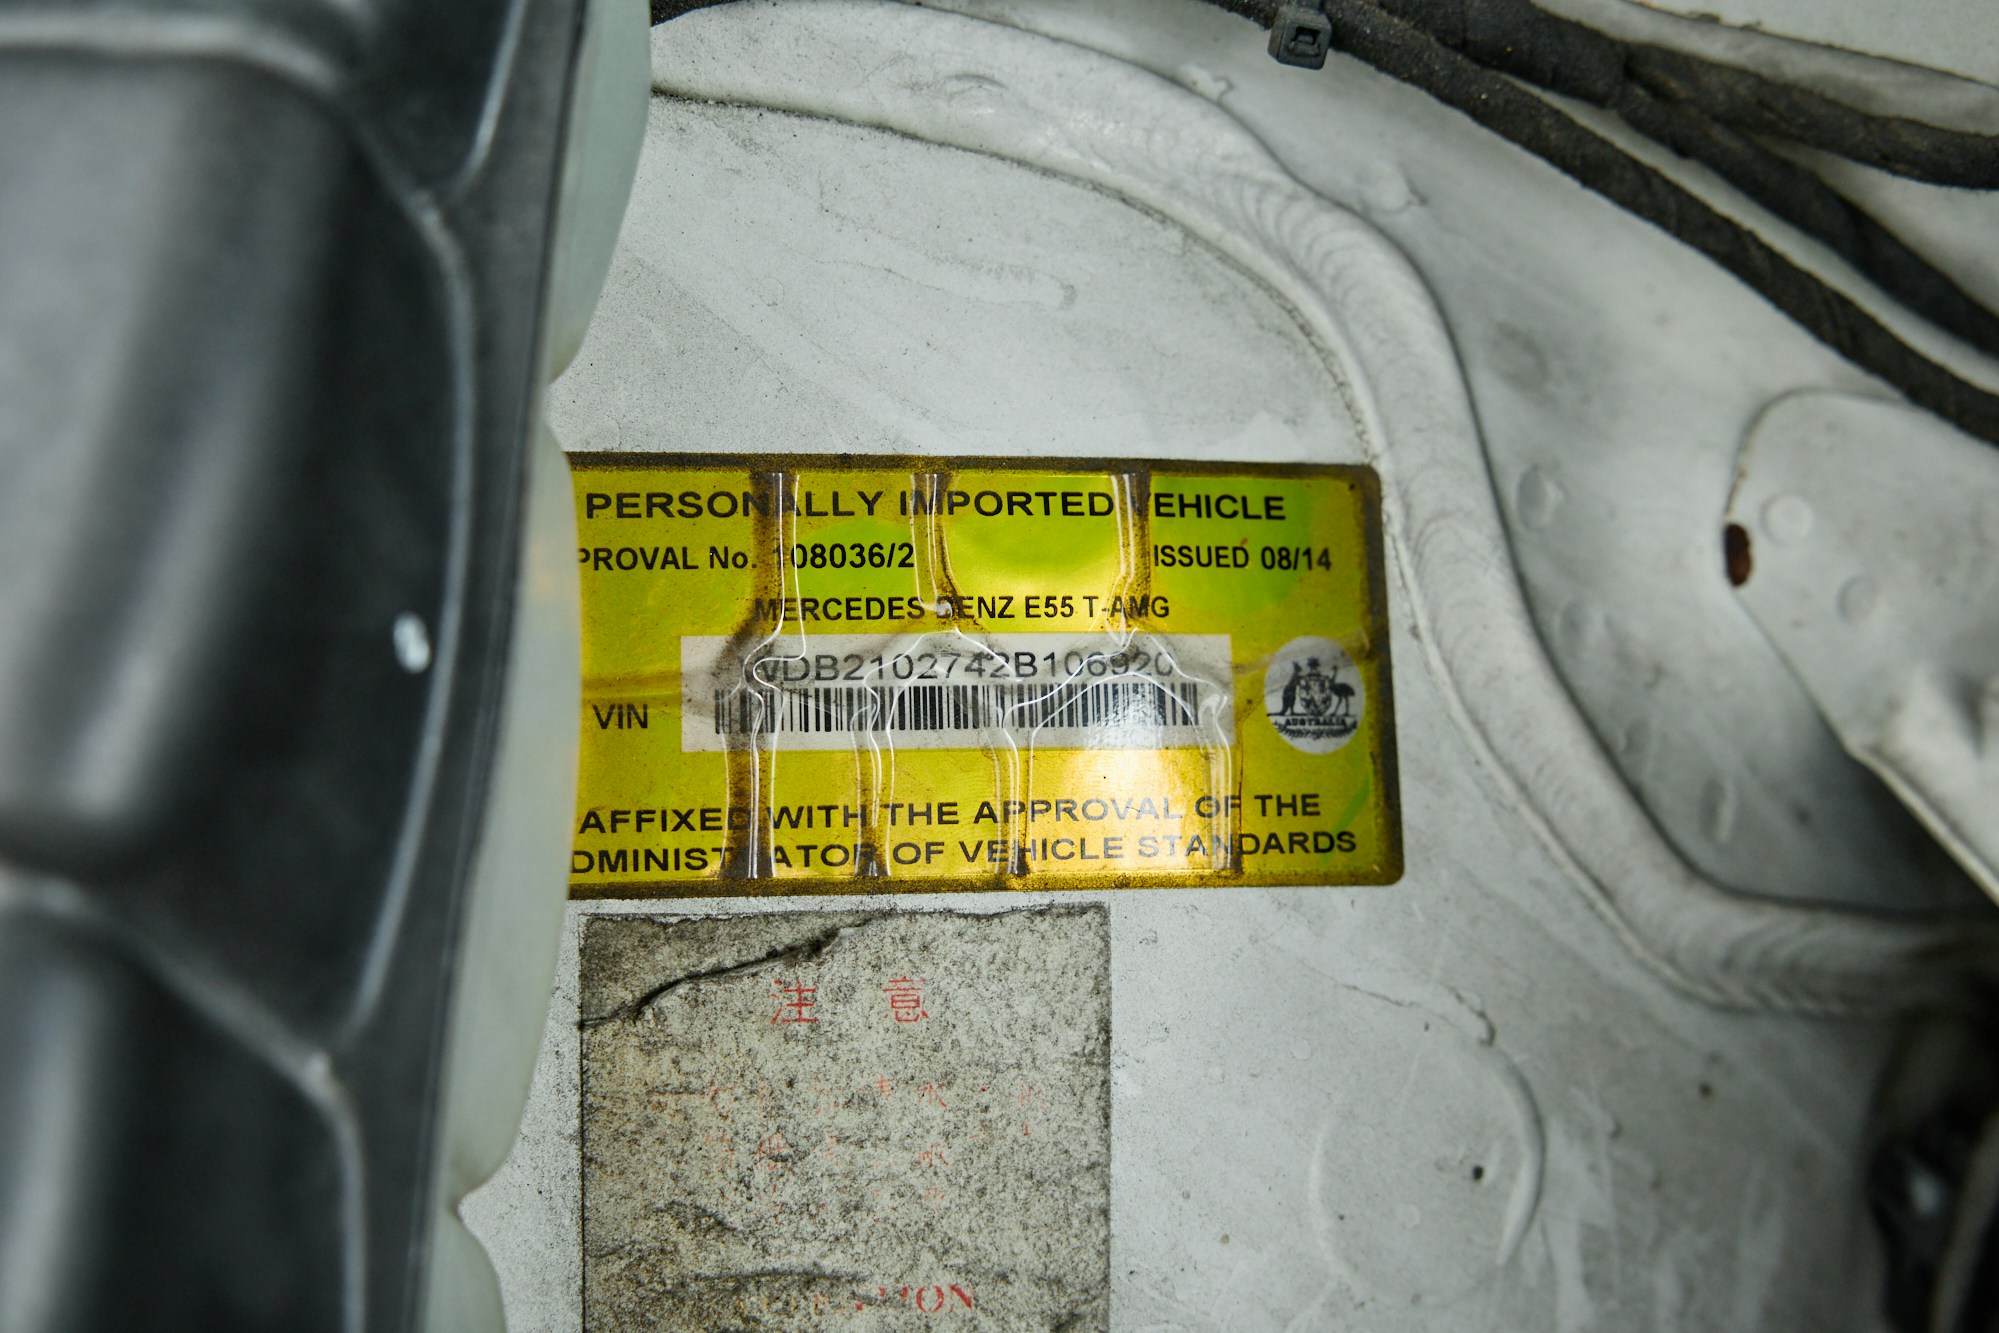 PERSONALLY IMPORTED VEHICLE
PROVAL No. 108036/2 ISSUED 08/14
MERCEDES BENZ E55 T-AMG
WDB2102742B106920
VIN
AUSTRALIA
AFFIXED WITH THE APPROVAL OF THE
DMINISTRATOR OF VEHICLE STANDARDS
注意